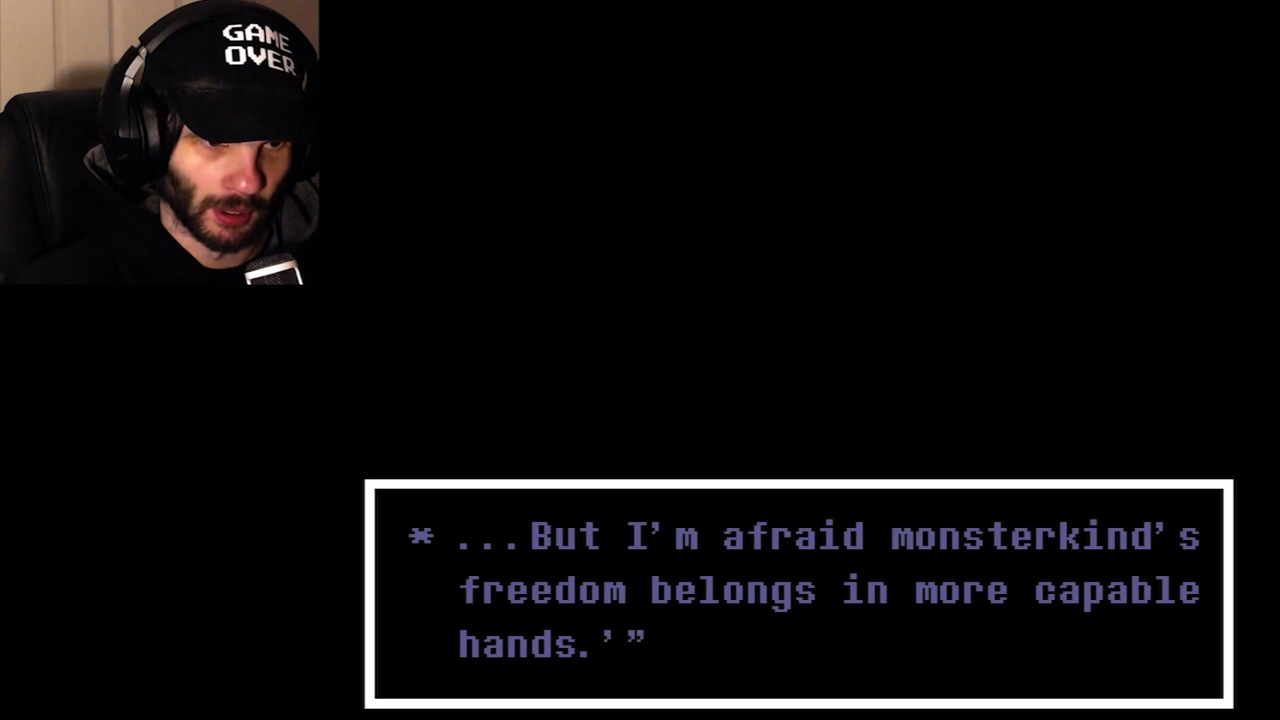 GAME
OVER
* ...But I'm afraid monsterkind's
freedom belongs in more capable
hands.'”